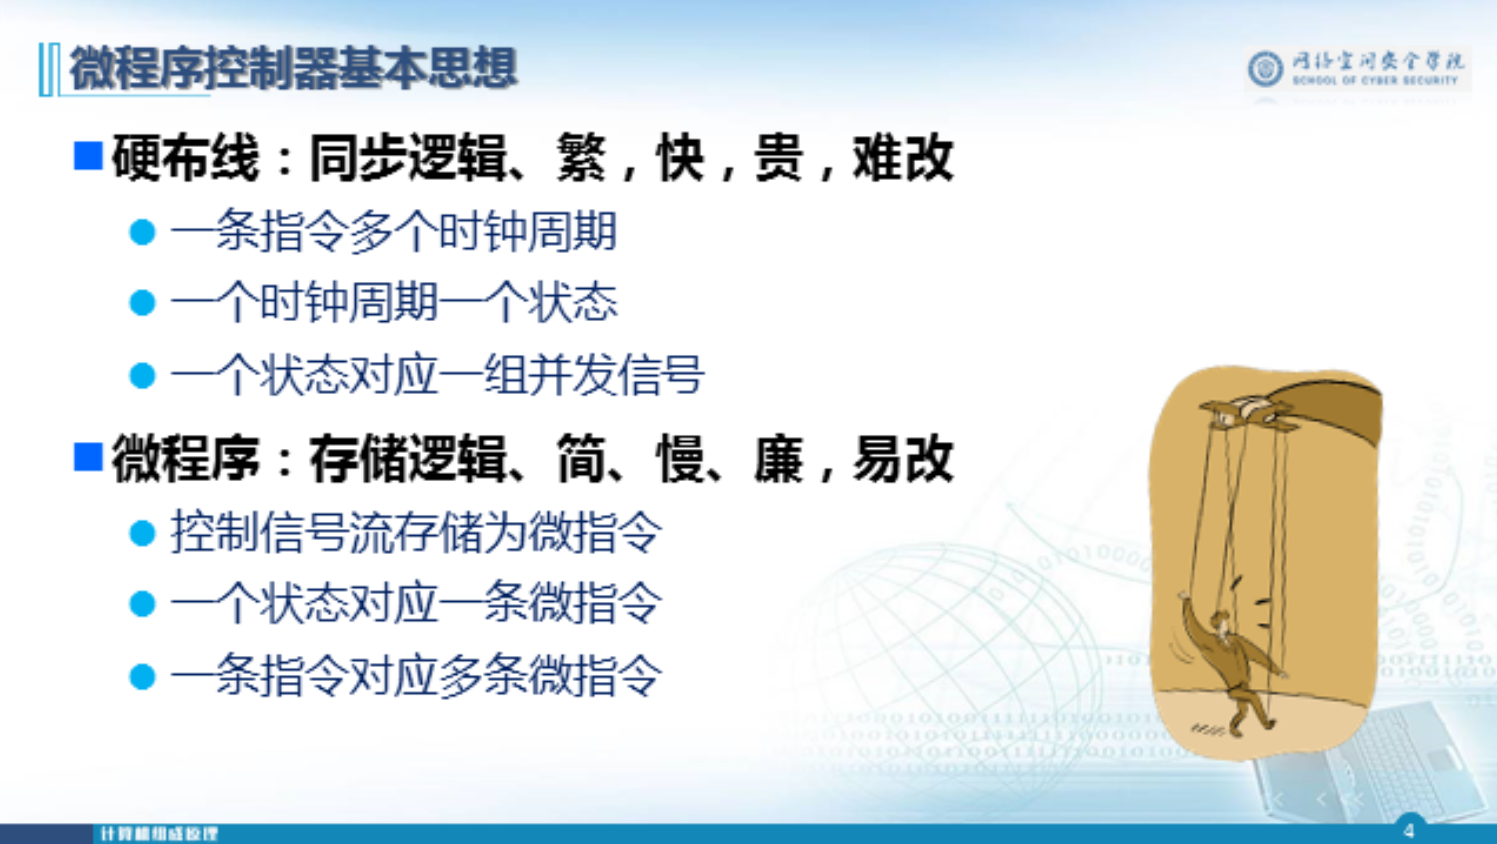 微程序控制器基本思想
网络空间安全学院
SCHOOL OF CYBER SECURITY
硬布线：同步逻辑、繁，快，贵，难改
一条指令多个时钟周期
一个时钟周期一个状态
一个状态对应一组并发信号
微程序：存储逻辑、简、慢、廉，易改
控制信号流存储为微指令
一个状态对应一条微指令
一条指令对应多条微指令
计算机组成原理
4